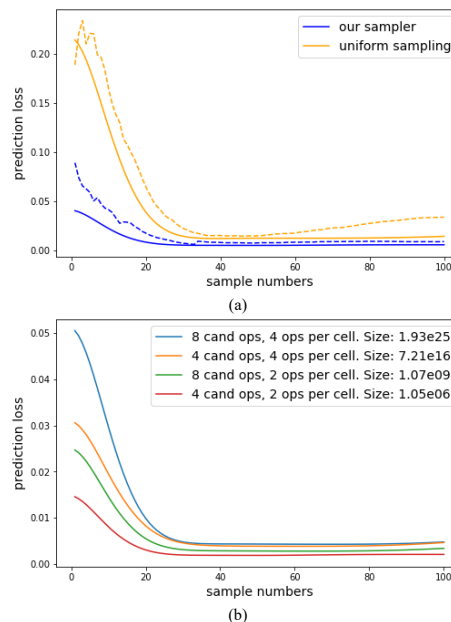 our sampler
uniform sampling
0.20
0.15
0.10
0.05
0.00
prediction loss
0 20 40 60 80 100
sample numbers
(a)
8 cand ops, 4 ops per cell. Size: 1.93e25
4 cand ops, 4 ops per cell. Size: 7.21e16
8 cand ops, 2 ops per cell. Size: 1.07e09
4 cand ops, 2 ops per cell. Size: 1.05e06
0.05
0.04
0.03
0.02
0.01
0.00
prediction loss
0 20 40 60 80 100
sample numbers
(b)